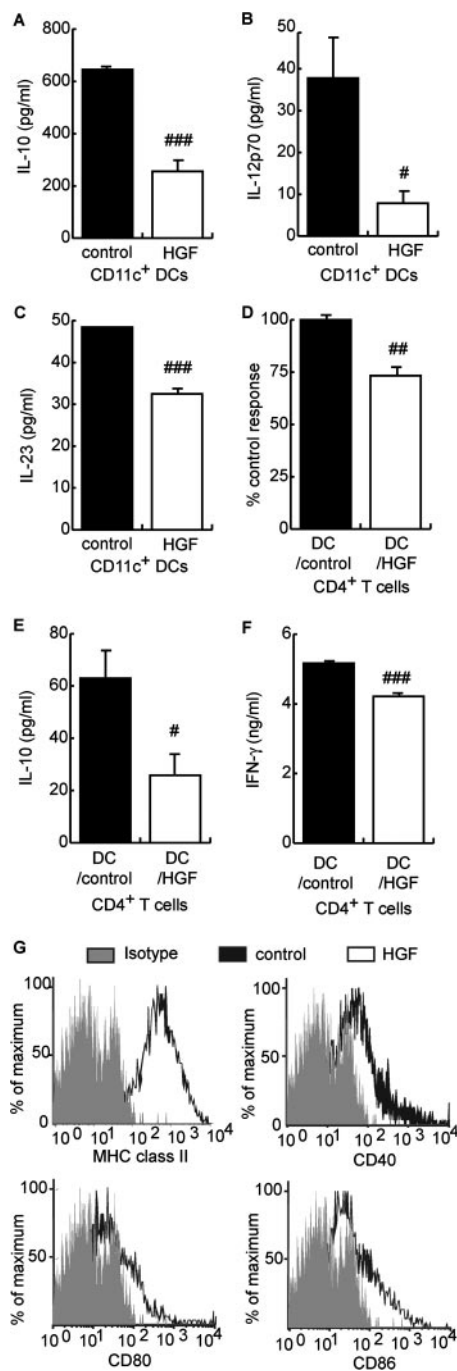 A
B
IL-10 (pg/ml)
800
600
400
200
0
###
control HGF
CD11c+ DCs
IL-12p70 (pg/ml)
50
40
30
20
10
0
#
control HGF
CD11c+ DCs
C
D
IL-23 (pg/ml)
50
40
30
20
10
0
###
control HGF
CD11c+ DCs
% control response
100
75
50
25
0
##
DC DC
/control /HGF
CD4+ T cells
E
F
IL-10 (pg/ml)
80
60
40
20
0
#
DC DC
/control /HGF
CD4+ T cells
IFN-γ (ng/ml)
6
4
2
0
###
DC DC
/control /HGF
CD4+ T cells
G
Isotype control HGF
% of maximum
100
50
10^0 10^1 10^2 10^3 10^4
MHC class II
% of maximum
100
50
10^0 10^1 10^2 10^3 10^4
CD40
% of maximum
100
50
10^0 10^1 10^2 10^3 10^4
CD80
% of maximum
100
50
10^0 10^1 10^2 10^3 10^4
CD86